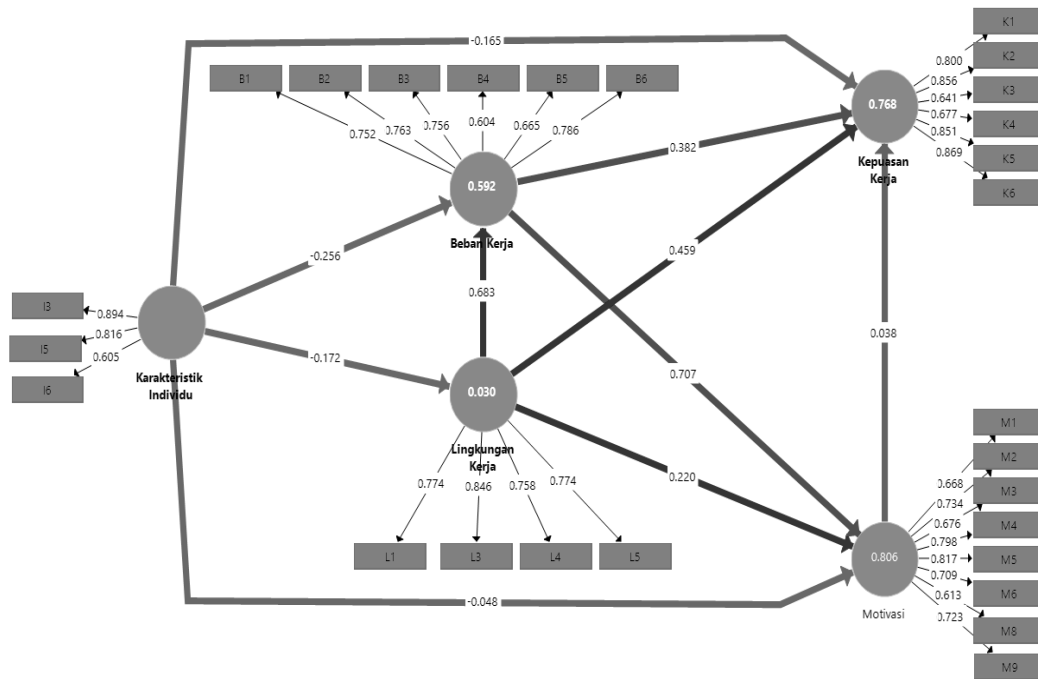 K1
-0.165
0.800
K2
B1
B2
B3
B4
B5
B6
0.856
K3
0.641
0.768
0.677
K4
0.752
0.763
0.756
0.604
0.665
0.786
0.851
0.382
0.869
K5
Kepuasan
Kerja
0.592
K6
Beban Kerja
0.459
-0.256
0.683
I3
0.894
0.816
I5
0.605
I6
-0.172
0.038
Karakteristik
Individu
0.707
0.030
M1
Lingkungan
Kerja
M2
0.774
0.846
0.758
0.774
0.220
0.668
0.734
M3
0.676
0.798
M4
L1
L3
L4
L5
0.806
0.817
M5
0.709
M6
0.613
-0.048
Motivasi
0.723
M8
M9